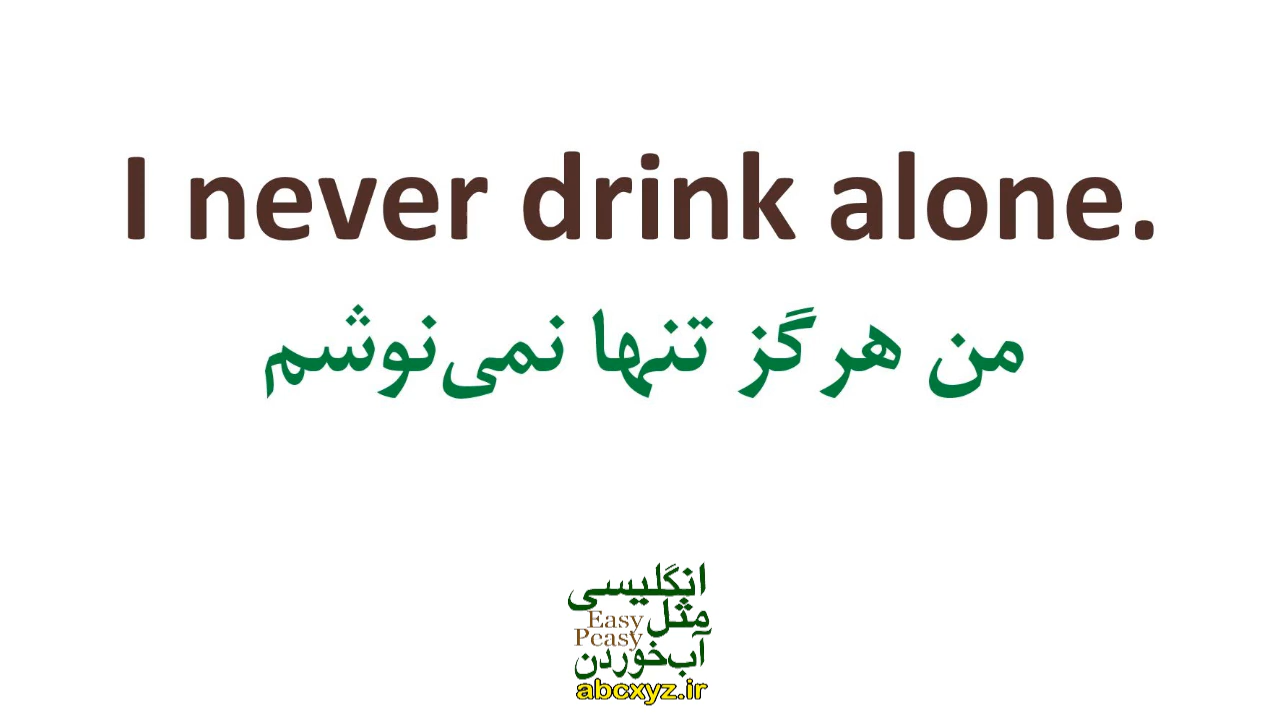 I never drink alone.
من هرگز تنها نمی‌نوشم
انگلیسی
مثل
Easy
Peasy
آب‌خوردن
abcxyz.ir